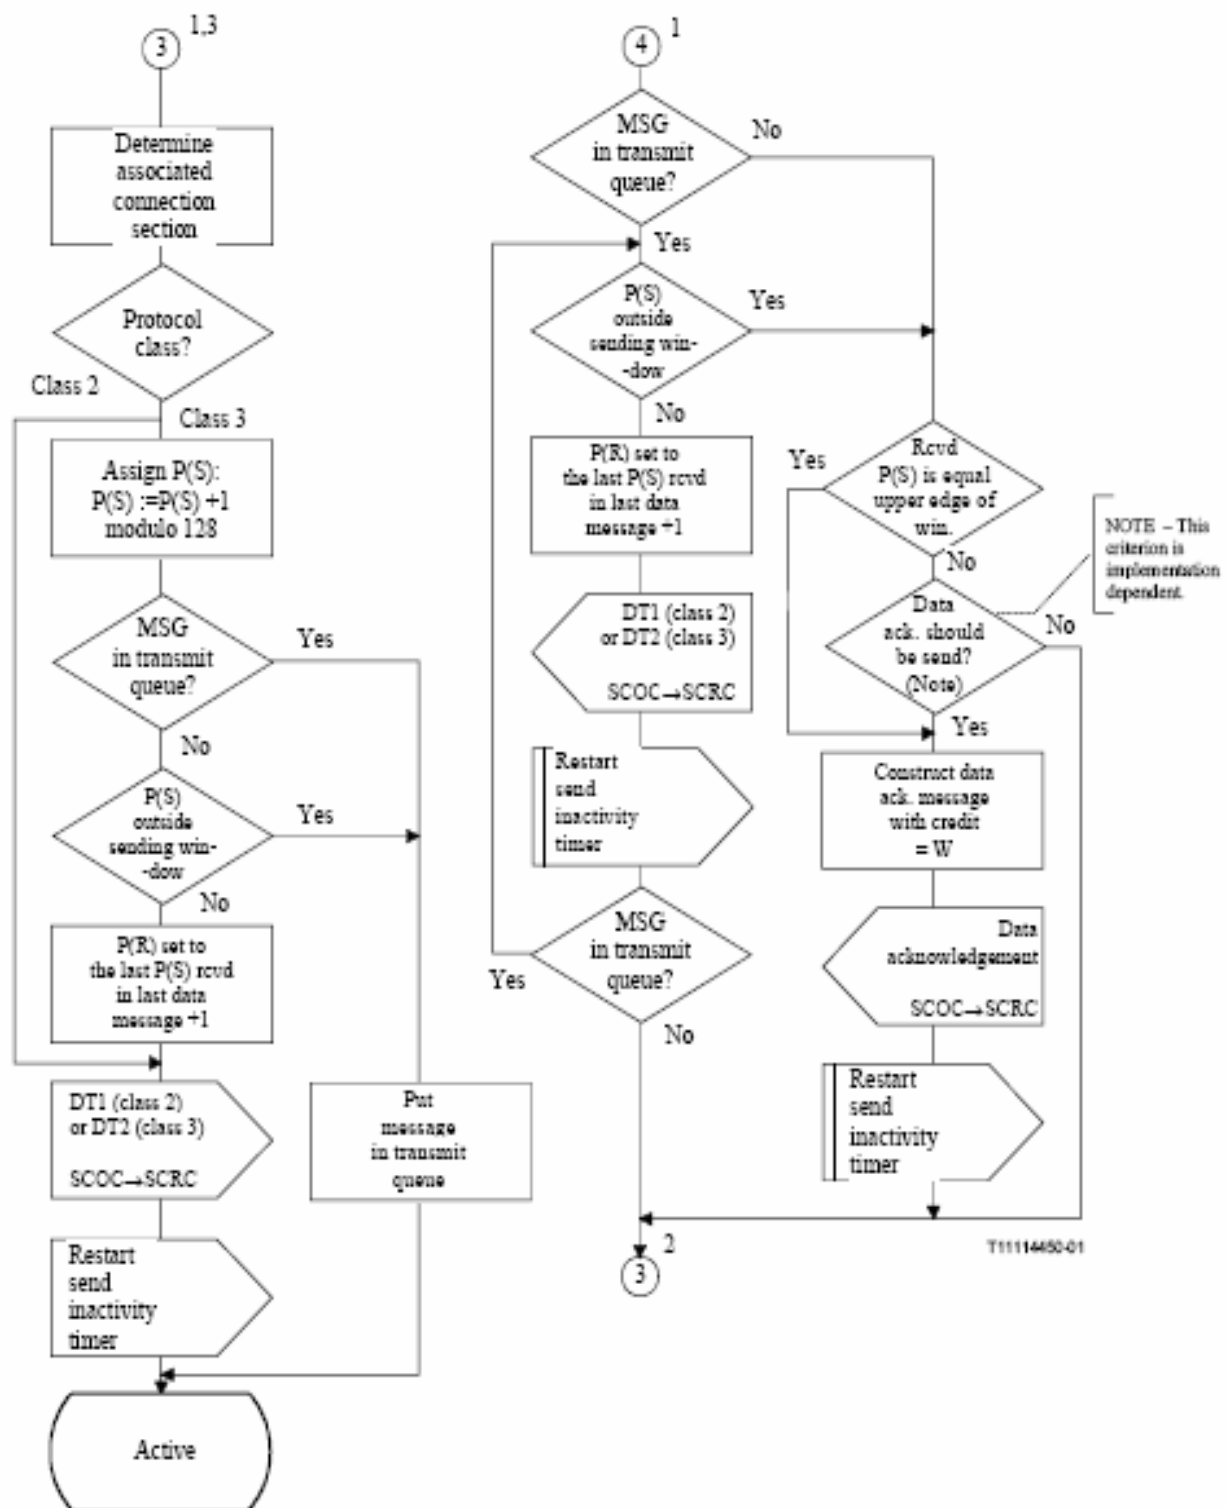 1,3
3
Determine
associated
connection
section
Protocol
class?
Class 2
Class 3
Assign P(S):
P(S) :=P(S) +1
modulo 128
MSG
in transmit
queue?
Yes
No
P(S)
outside
sending win-
-dow
Yes
No
P(R) set to
the last P(S) rcvd
in last data
message +1
DT1 (class 2)
or DT2 (class 3)
SCOC→SCRC
Put
message
in transmit
queue
Restart
send
inactivity
timer
Active
1
4
MSG
in transmit
queue?
No
Yes
P(S)
outside
sending win-
-dow
Yes
No
P(R) set to
the last P(S) rcvd
in last data
message +1
DT1 (class 2)
or DT2 (class 3)
SCOC→SCRC
Restart
send
inactivity
timer
MSG
in transmit
queue?
Yes
No
2
3
Rcvd
P(S) is equal
upper edge of
win.
Yes
No
NOTE – This
criterion is
implementation
dependent.
Data
ack. should
be send?
(Note)
No
Yes
Construct data
ack. message
with credit
= W
Data
acknowledgement
SCOC→SCRC
Restart
send
inactivity
timer
T11114450-01